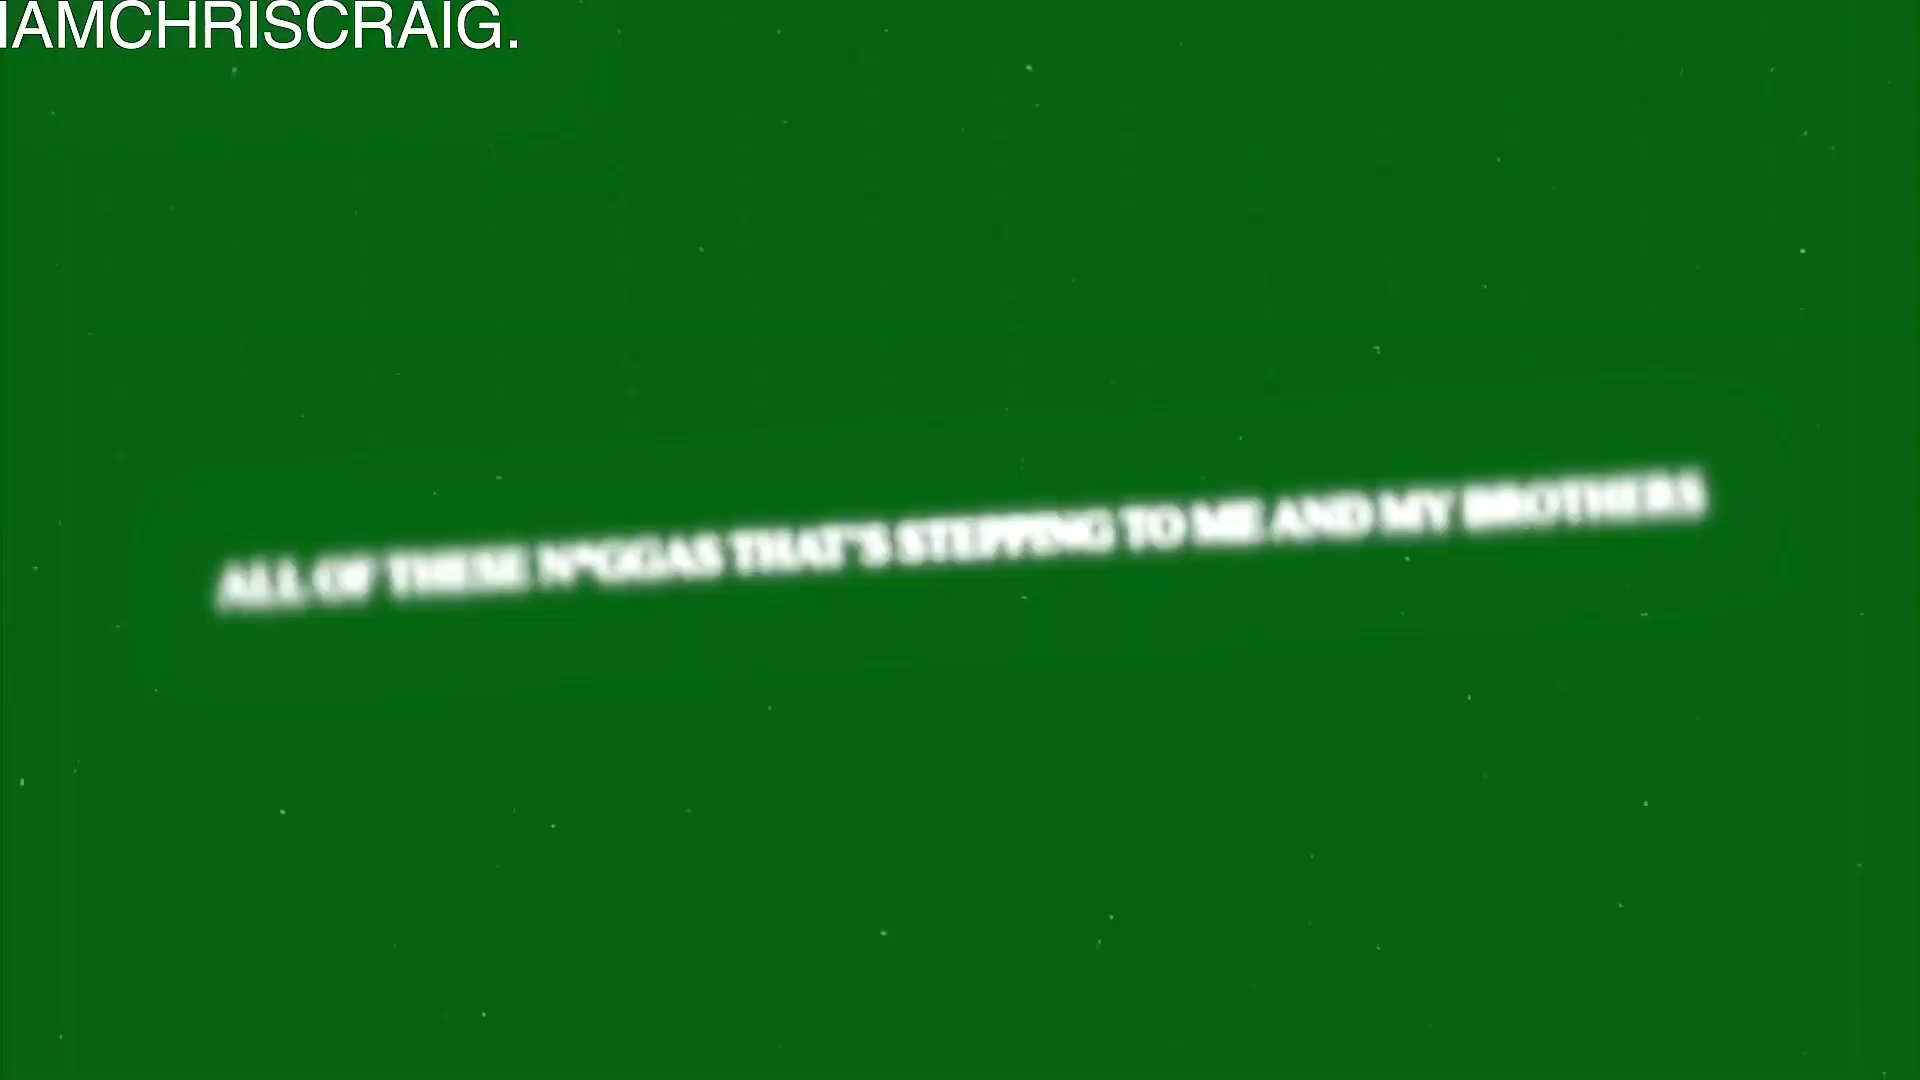 IAMCHRISCRAIG.
ALL OF THESE N*GGAS THAT'S STEPPING TO ME AND MY BROTHERS